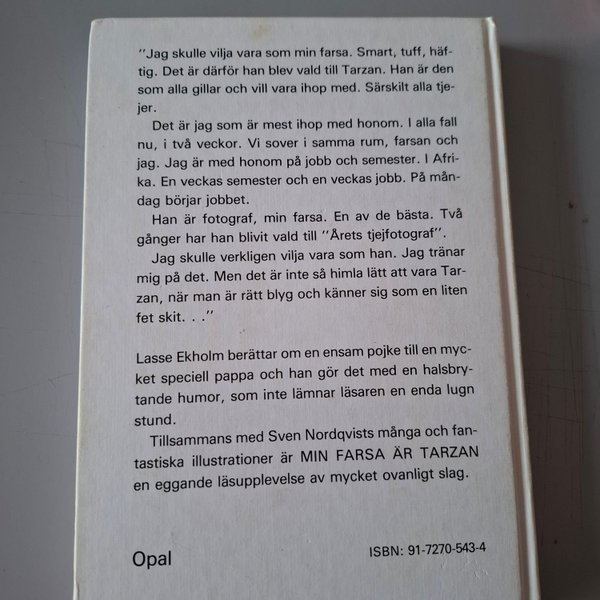 "Jag skulle vilja vara som min farsa. Smart, tuff, häf-
tig. Det är därför han blev vald till Tarzan. Han är den
som alla gillar och vill vara ihop med. Särskilt alla tje-
jer.
Det är jag som är mest ihop med honom. I alla fall
nu, i två veckor. Vi sover i samma rum, farsan och
jag. Jag är med honom på jobb och semester. I Afri-
ka. En veckas semester och en veckas jobb. På mån-
dag börjar jobbet.
Han är fotograf, min farsa. En av de bästa. Två
gånger har han blivit vald till "Årets tjejfotograf".
Jag skulle verkligen vilja vara som han. Jag tränar
mig på det. Men det är inte så himla lätt att vara Tar-
zan, när man är rätt blyg och känner sig som en liten
fet skit. . ."
Lasse Ekholm berättar om en ensam pojke till en myc-
ket speciell pappa och han gör det med en halsbry-
tande humor, som inte lämnar läsaren en enda lugn
stund.
Tillsammans med Sven Nordqvists många och fan-
tastiska illustrationer är MIN FARSA ÄR TARZAN
en eggande läsupplevelse av mycket ovanligt slag.
Opal
ISBN: 91-7270-543-4